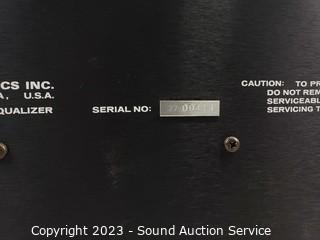 CS INC.
A, U.S.A.
QUALIZER
SERIAL NO:
CAUTION: TO PR
DO NOT REM
SERVICEABL
SERVICING T
Copyright 2023 - Sound Auction Service